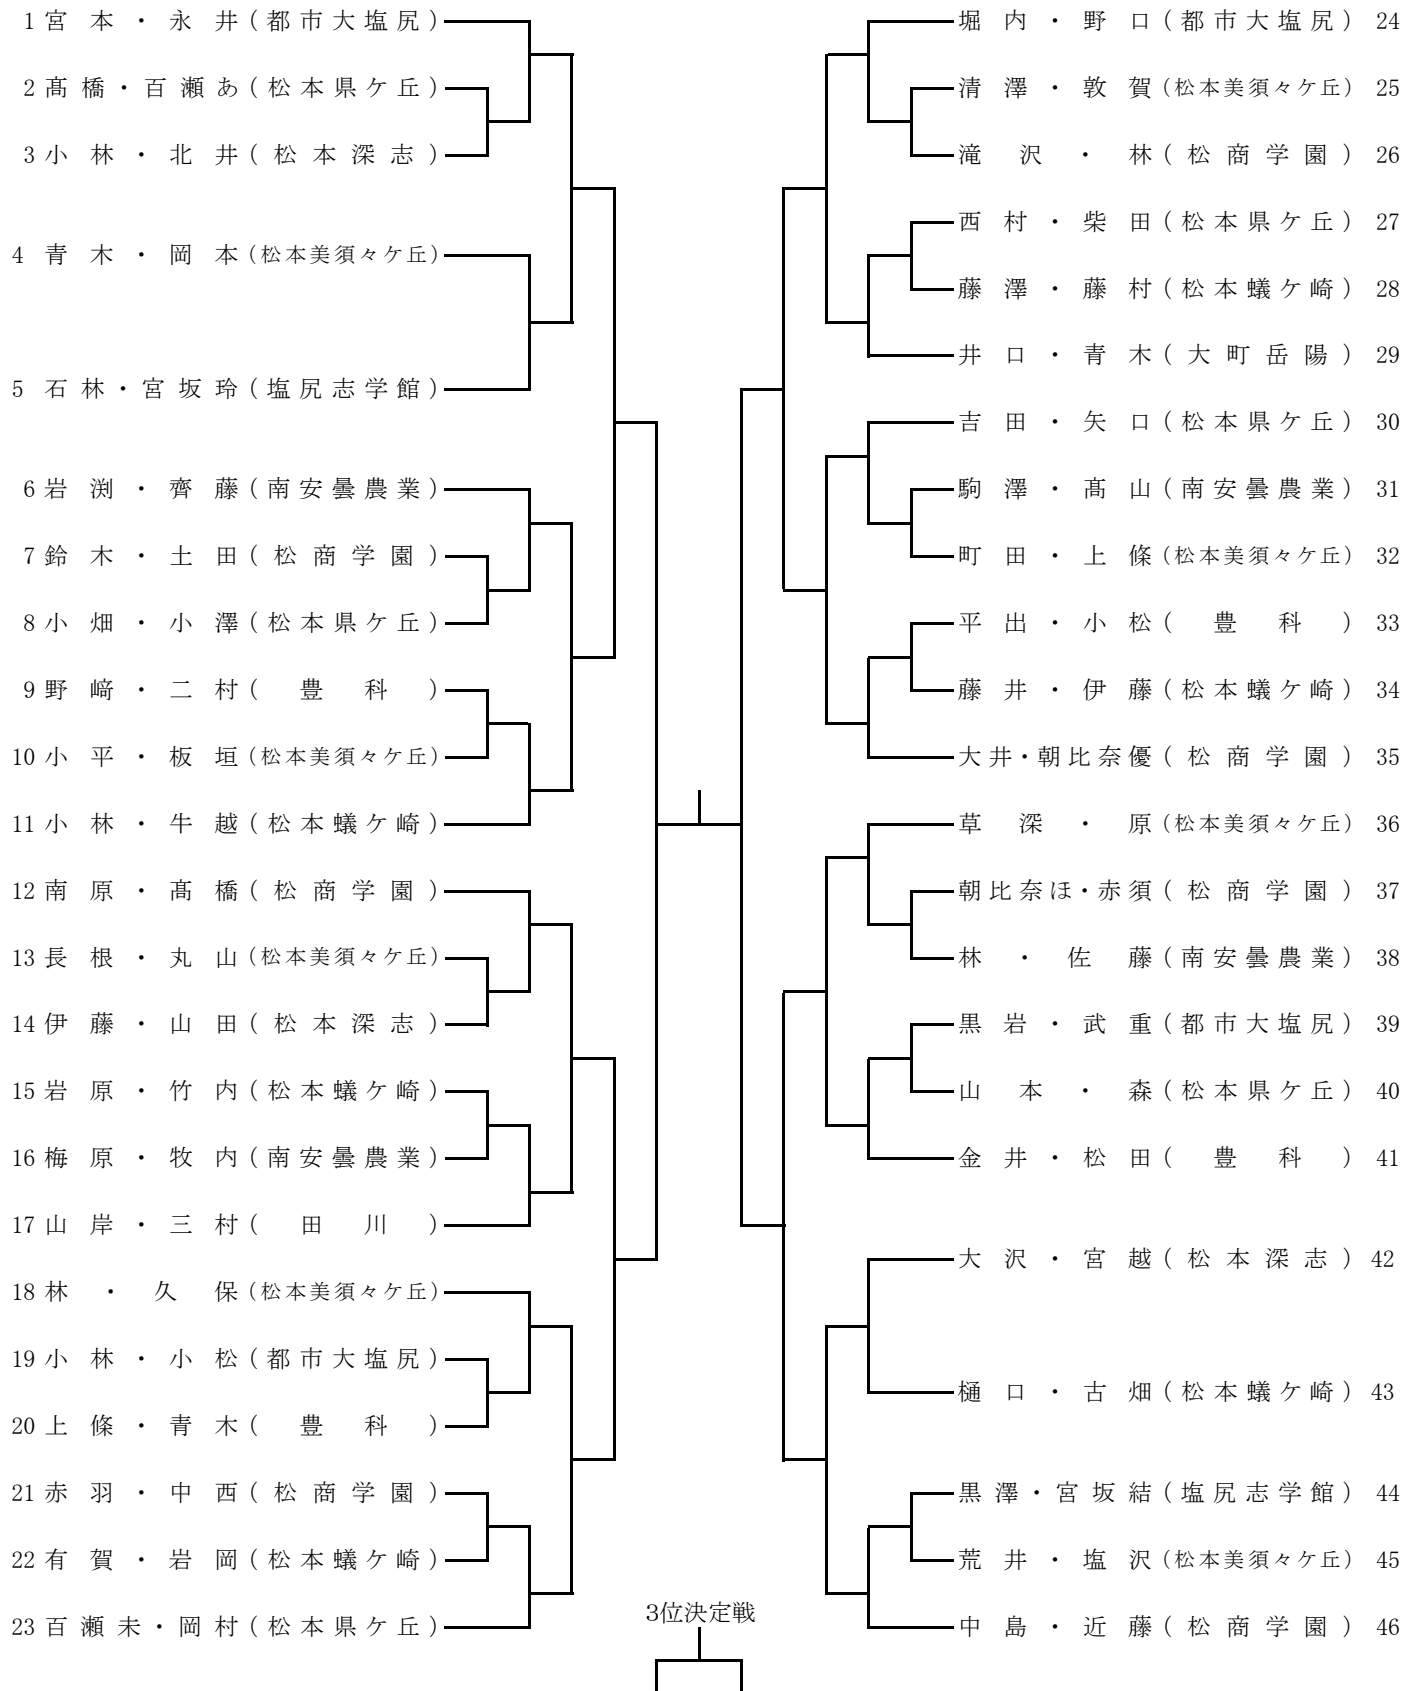 1 宮本・永井(都市大塩尻)
2 髙橋・百瀬あ(松本県ケ丘)
3 小林・北井(松本深志)
4 青木・岡本(松本美須々ケ丘)
5 石林・宮坂玲(塩尻志学館)
6 岩渕・齊藤(南安曇農業)
7 鈴木・土田(松商学園)
8 小畑・小澤(松本県ケ丘)
9 野﨑・二村(豊科)
10 小平・板垣(松本美須々ケ丘)
11 小林・牛越(松本蟻ケ崎)
12 南原・髙橋(松商学園)
13 長根・丸山(松本美須々ケ丘)
14 伊藤・山田(松本深志)
15 岩原・竹内(松本蟻ケ崎)
16 梅原・牧内(南安曇農業)
17 山岸・三村(田川)
18 林・久保(松本美須々ケ丘)
19 小林・小松(都市大塩尻)
20 上條・青木(豊科)
21 赤羽・中西(松商学園)
22 有賀・岩岡(松本蟻ケ崎)
23 百瀬未・岡村(松本県ケ丘)
堀内・野口(都市大塩尻) 24
清澤・敦賀(松本美須々ケ丘) 25
滝沢・林(松商学園) 26
西村・柴田(松本県ケ丘) 27
藤澤・藤村(松本蟻ケ崎) 28
井口・青木(大町岳陽) 29
吉田・矢口(松本県ケ丘) 30
駒澤・髙山(南安曇農業) 31
町田・上條(松本美須々ケ丘) 32
平出・小松(豊科) 33
藤井・伊藤(松本蟻ケ崎) 34
大井・朝比奈優(松商学園) 35
草深・原(松本美須々ケ丘) 36
朝比奈ほ・赤須(松商学園) 37
林・佐藤(南安曇農業) 38
黒岩・武重(都市大塩尻) 39
山本・森(松本県ケ丘) 40
金井・松田(豊科) 41
大沢・宮越(松本深志) 42
樋口・古畑(松本蟻ケ崎) 43
黒澤・宮坂結(塩尻志学館) 44
荒井・塩沢(松本美須々ケ丘) 45
中島・近藤(松商学園) 46
3位決定戦